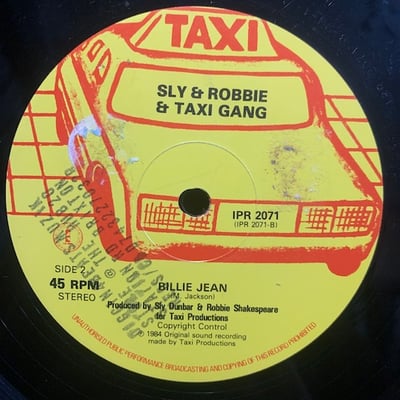 TAXI
SLY & ROBBIE
& TAXI GANG
IPR 2071
(IPR 2071-B)
SIDE 2
45 RPM
STEREO
BILLIE JEAN
(M. Jackson)
Produced by Sly Dunbar & Robbie Shakespeare
for Taxi Productions
Copyright Control
℗ 1984 Original sound recording
made by Taxi Productions
UNAUTHORISED PUBLIC PERFORMANCE BROADCASTING AND COPYING OF THIS RECORD PROHIBITED